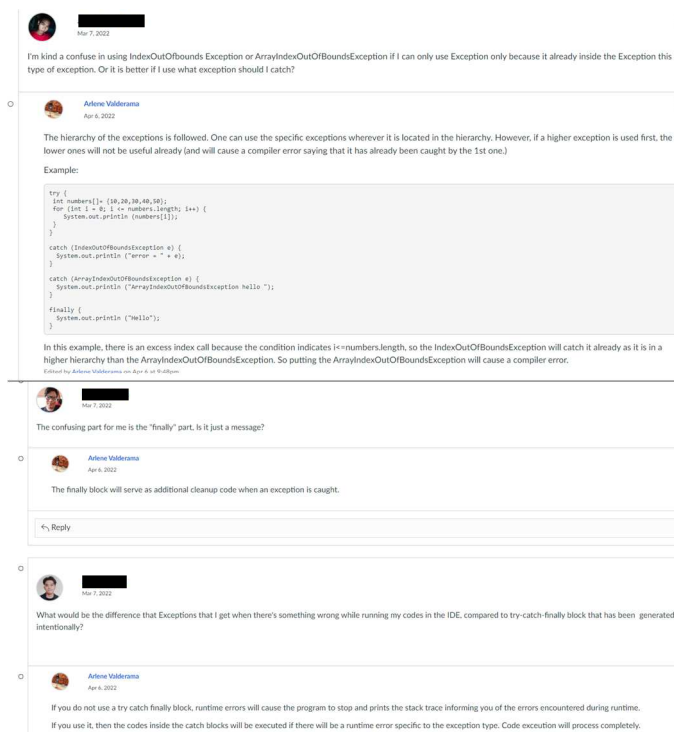 Mar 7, 2022
I'm kind a confuse in using IndexOutOfbounds Exception or ArrayIndexOutOfBoundsException if I can only use Exception only because it already inside the Exception this
type of exception. Or it is better if I use what exception should I catch?
Arlene Valderama
Apr 6, 2022
The hierarchy of the exceptions is followed. One can use the specific exceptions wherever it is located in the hierarchy. However, if a higher exception is used first, the
lower ones will not be useful already (and will cause a compiler error saying that it has already been caught by the 1st one.)
Example:
try {
int numbers[]= {10,20,30,40,50};
for (int i = 0; i <= numbers.length; i++) {
System.out.println (numbers[i]);
}
}
catch (IndexOutOfBoundsException e) {
System.out.println ("error = " + e);
}
catch (ArrayIndexOutOfBoundsException e) {
System.out.println ("ArrayIndexOutOfBoundsException hello ");
}
finally {
System.out.println ("Hello");
}
In this example, there is an excess index call because the condition indicates i<=numbers.length, so the IndexOutOfBoundsException will catch it already as it is in a
higher hierarchy than the ArrayIndexOutOfBoundsException. So putting the ArrayIndexOutOfBoundsException will cause a compiler error.
Edited by Arlene Valderama on Apr 6 at 9:48pm
Mar 7, 2022
The confusing part for me is the "finally" part, Is it just a message?
Arlene Valderama
Apr 6, 2022
The finally block will serve as additional cleanup code when an exception is caught.
Reply
Mar 7, 2022
What would be the difference that Exceptions that I get when there's something wrong while running my codes in the IDE, compared to try-catch-finally block that has been generated
intentionally?
Arlene Valderama
Apr 6, 2022
If you do not use a try catch finally block, runtime errors will cause the program to stop and prints the stack trace informing you of the errors encountered during runtime.
If you use it, then the codes inside the catch blocks will be executed if there will be a runtime error specific to the exception type. Code exceution will process completely.